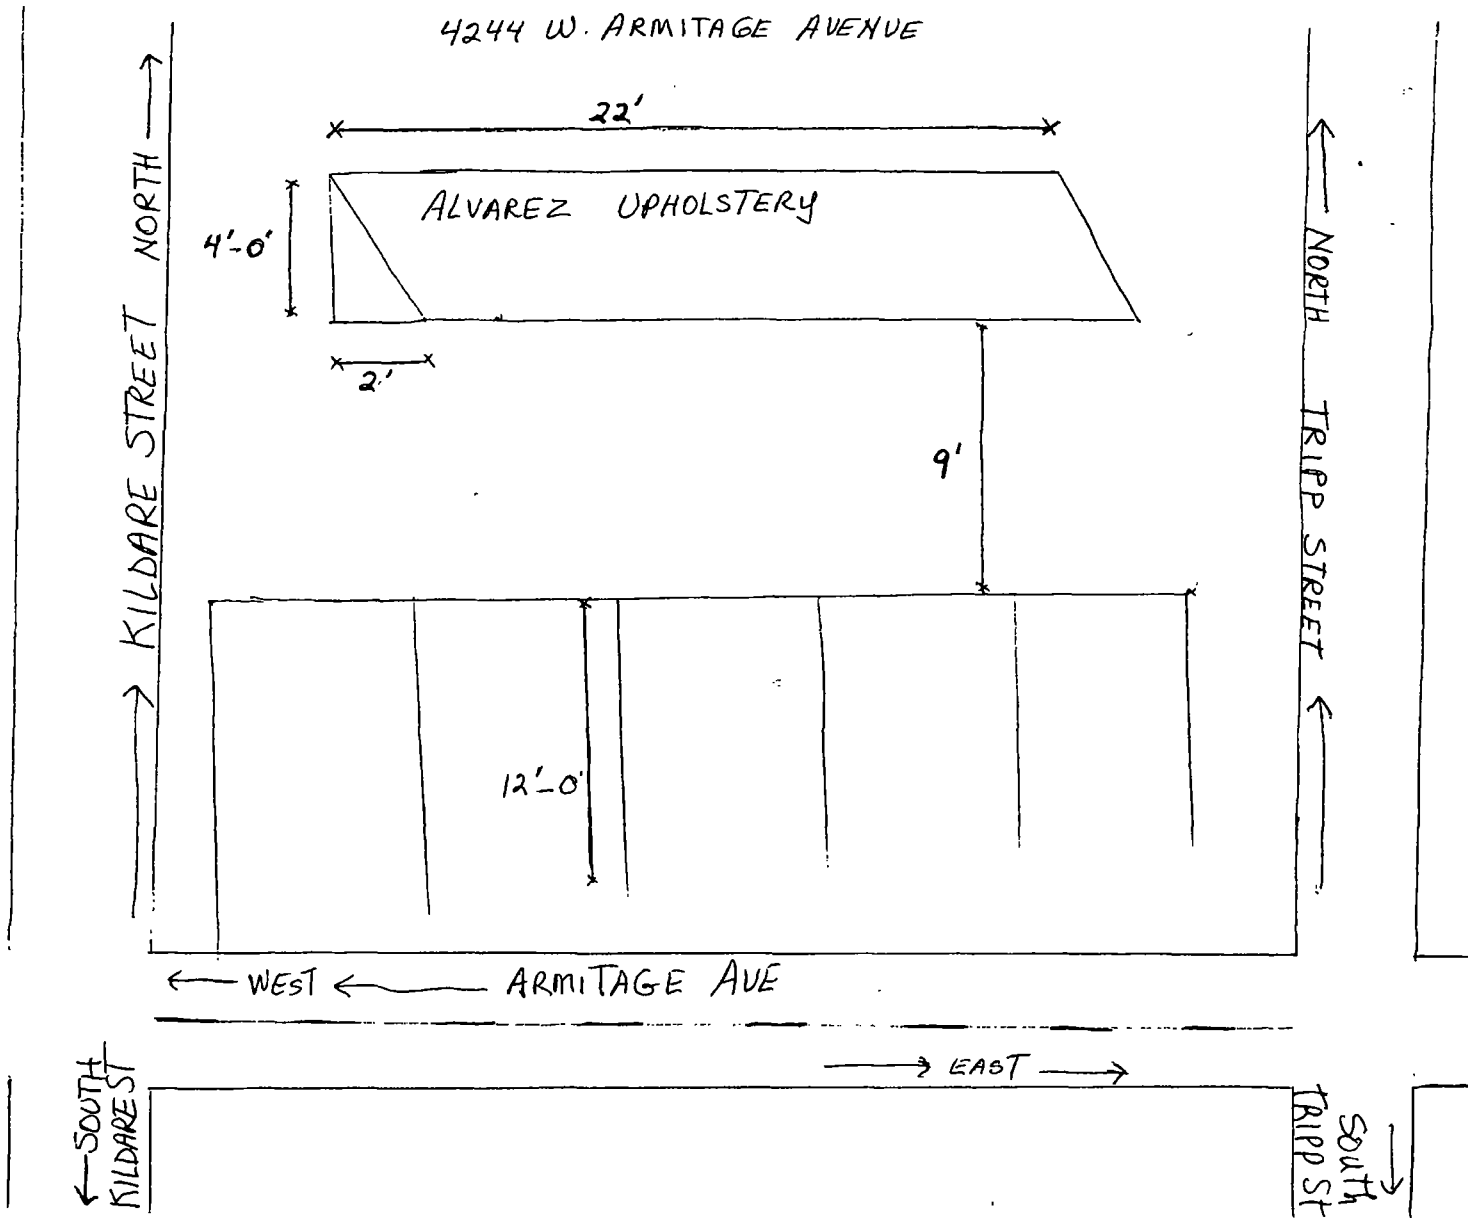 4244 W. ARMITAGE AVENUE
22'
ALVAREZ UPHOLSTERY
4'-0'
2'
9'
12'-0'
KILDARE STREET NORTH
NORTH TRIPP STREET
WEST ARMITAGE AVE
EAST
SOUTH
KILDARE ST
TRIPP St
South